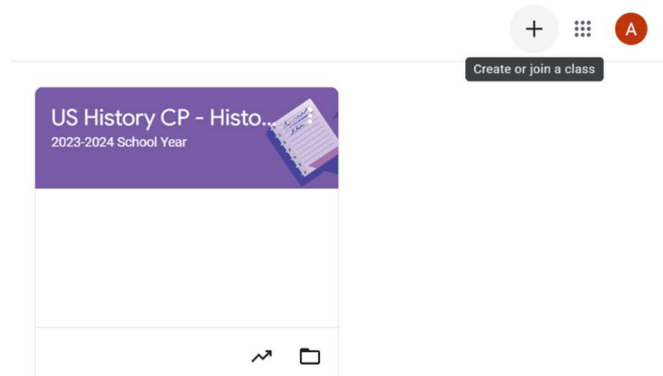 A
Create or join a class
US History CP - Histo...
2023-2024 School Year